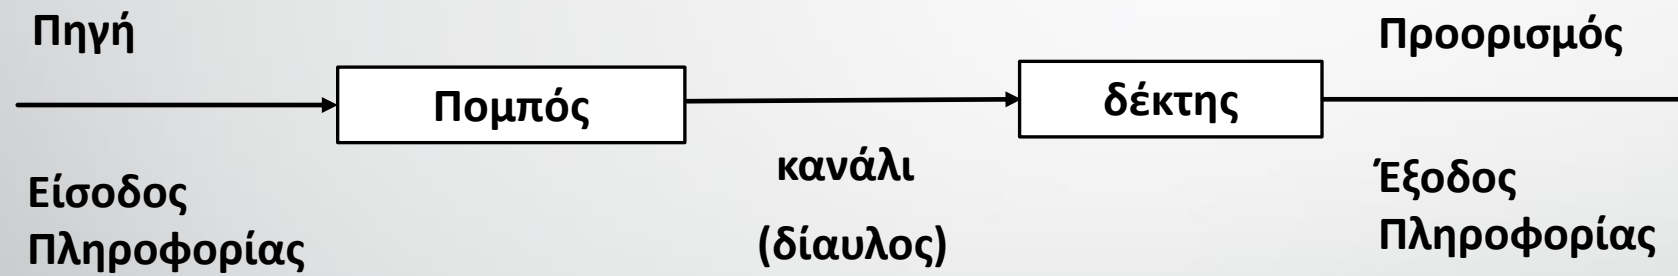 Πηγή
Προορισμός
Πομπός
δέκτης
κανάλι
(δίαυλος)
Είσοδος
Πληροφορίας
Έξοδος
Πληροφορίας